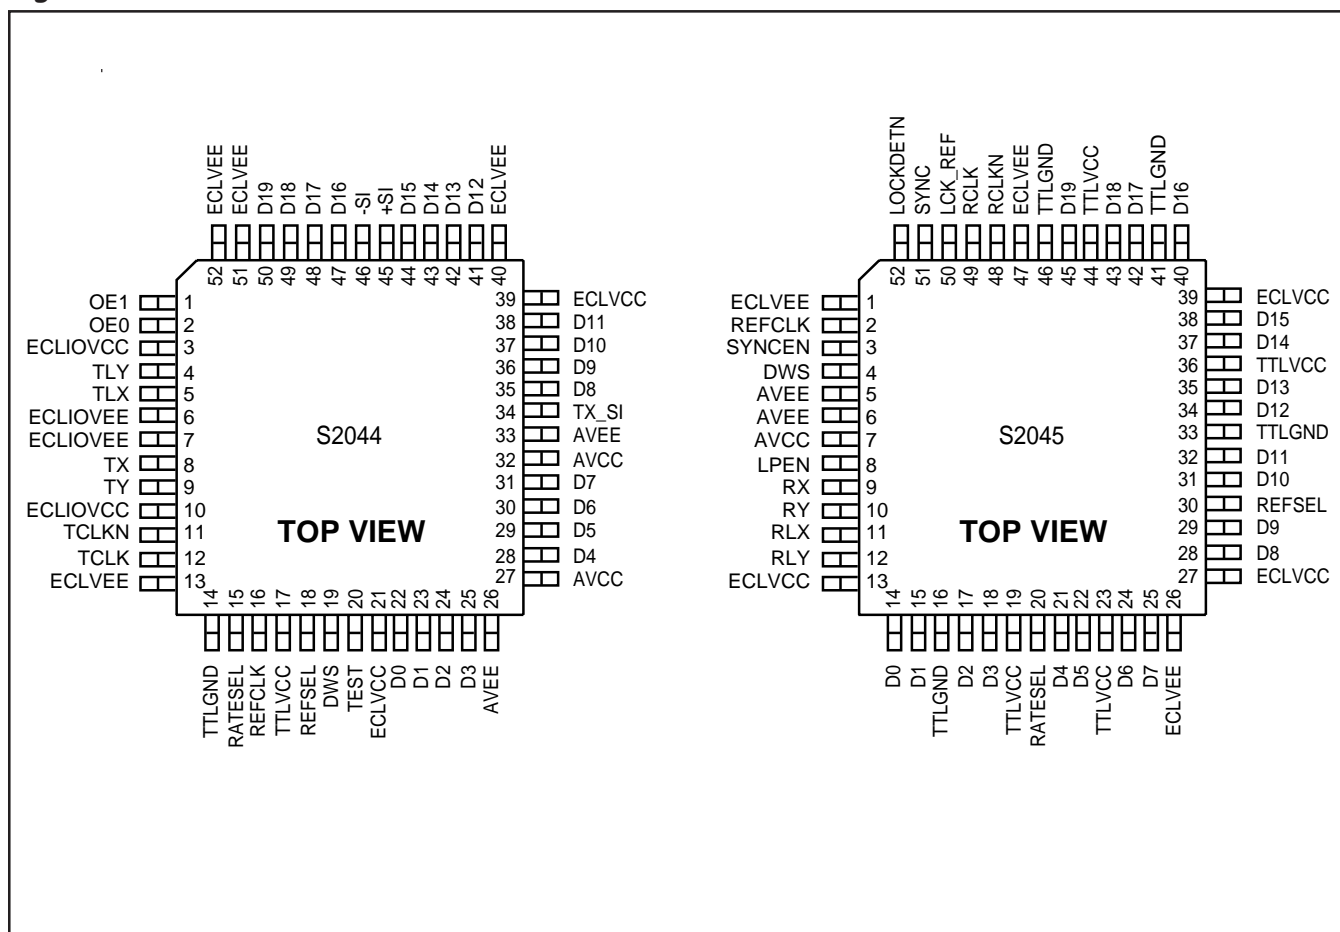 ECLVEE
ECLVEE
D19
D18
D17
D16
-SI
+SI
D15
D14
D13
D12
ECLVEE
52
51
50
49
48
47
46
45
44
43
42
41
40
OE1 1
OE0 2
ECLIOVCC 3
TLY 4
TLX 5
ECLIOVEE 6
ECLIOVEE 7
TX 8
TY 9
ECLIOVCC 10
TCLKN 11
TCLK 12
ECLVEE 13
S2044
TOP VIEW
39 ECLVCC
38 D11
37 D10
36 D9
35 D8
34 TX_SI
33 AVEE
32 AVCC
31 D7
30 D6
29 D5
28 D4
27 AVCC
14
15
16
17
18
19
20
21
22
23
24
25
26
TTLGND
RATESEL
REFCLK
TTLVCC
REFSEL
DWS
TEST
ECLVCC
D0
D1
D2
D3
AVEE
LOCKDETN
SYNC
LCK_REF
RCLK
RCLKN
ECLVEE
TTLGND
D19
TTLVCC
D18
D17
TTLGND
D16
52
51
50
49
48
47
46
45
44
43
42
41
40
ECLVEE 1
REFCLK 2
SYNCEN 3
DWS 4
AVEE 5
AVEE 6
AVCC 7
LPEN 8
RX 9
RY 10
RLX 11
RLY 12
ECLVCC 13
S2045
TOP VIEW
39 ECLVCC
38 D15
37 D14
36 TTLVCC
35 D13
34 D12
33 TTLGND
32 D11
31 D10
30 REFSEL
29 D9
28 D8
27 ECLVCC
14
15
16
17
18
19
20
21
22
23
24
25
26
D0
D1
TTLGND
D2
D3
TTLVCC
RATESEL
D4
D5
TTLVCC
D6
D7
ECLVEE